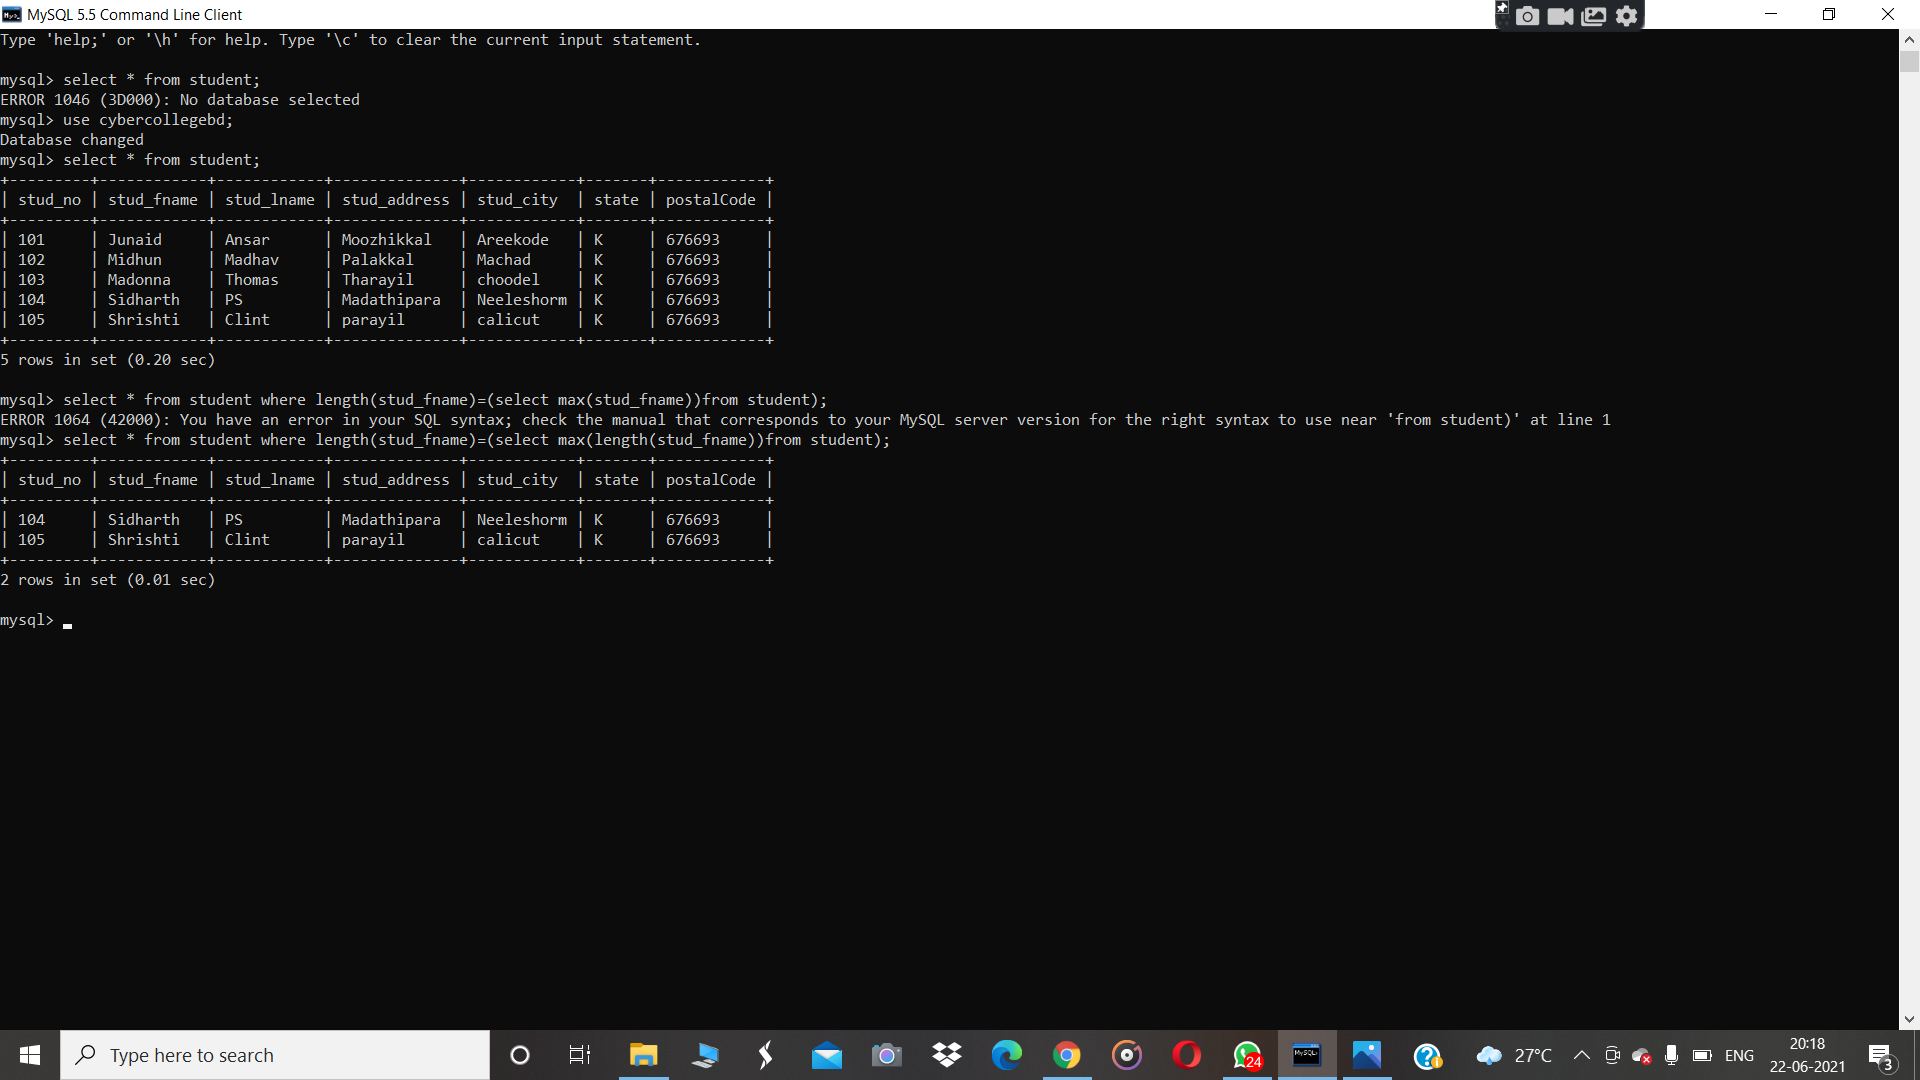 MySQL 5.5 Command Line Client
Type 'help;' or '\h' for help. Type '\c' to clear the current input statement.
mysql> select * from student;
ERROR 1046 (3D000): No database selected
mysql> use cybercollegebd;
Database changed
mysql> select * from student;
+---------+------------+------------+--------------+------------+-------+------------+
| stud_no | stud_fname | stud_lname | stud_address | stud_city  | state | postalCode |
+---------+------------+------------+--------------+------------+-------+------------+
| 101     | Junaid     | Ansar      | Moozhikkal   | Areekode   | K     | 676693     |
| 102     | Midhun     | Madhav     | Palakkal     | Machad     | K     | 676693     |
| 103     | Madonna    | Thomas     | Tharayil     | choodel    | K     | 676693     |
| 104     | Sidharth   | PS         | Madathipara  | Neeleshorm | K     | 676693     |
| 105     | Shrishti   | Clint      | parayil      | calicut    | K     | 676693     |
+---------+------------+------------+--------------+------------+-------+------------+
5 rows in set (0.20 sec)
mysql> select * from student where length(stud_fname)=(select max(stud_fname))from student);
ERROR 1064 (42000): You have an error in your SQL syntax; check the manual that corresponds to your MySQL server version for the right syntax to use near 'from student)' at line 1
mysql> select * from student where length(stud_fname)=(select max(length(stud_fname))from student);
+---------+------------+------------+--------------+------------+-------+------------+
| stud_no | stud_fname | stud_lname | stud_address | stud_city  | state | postalCode |
+---------+------------+------------+--------------+------------+-------+------------+
| 104     | Sidharth   | PS         | Madathipara  | Neeleshorm | K     | 676693     |
| 105     | Shrishti   | Clint      | parayil      | calicut    | K     | 676693     |
+---------+------------+------------+--------------+------------+-------+------------+
2 rows in set (0.01 sec)
mysql>
Type here to search
24
MySQL
27°C
ENG
20:18
22-06-2021
3